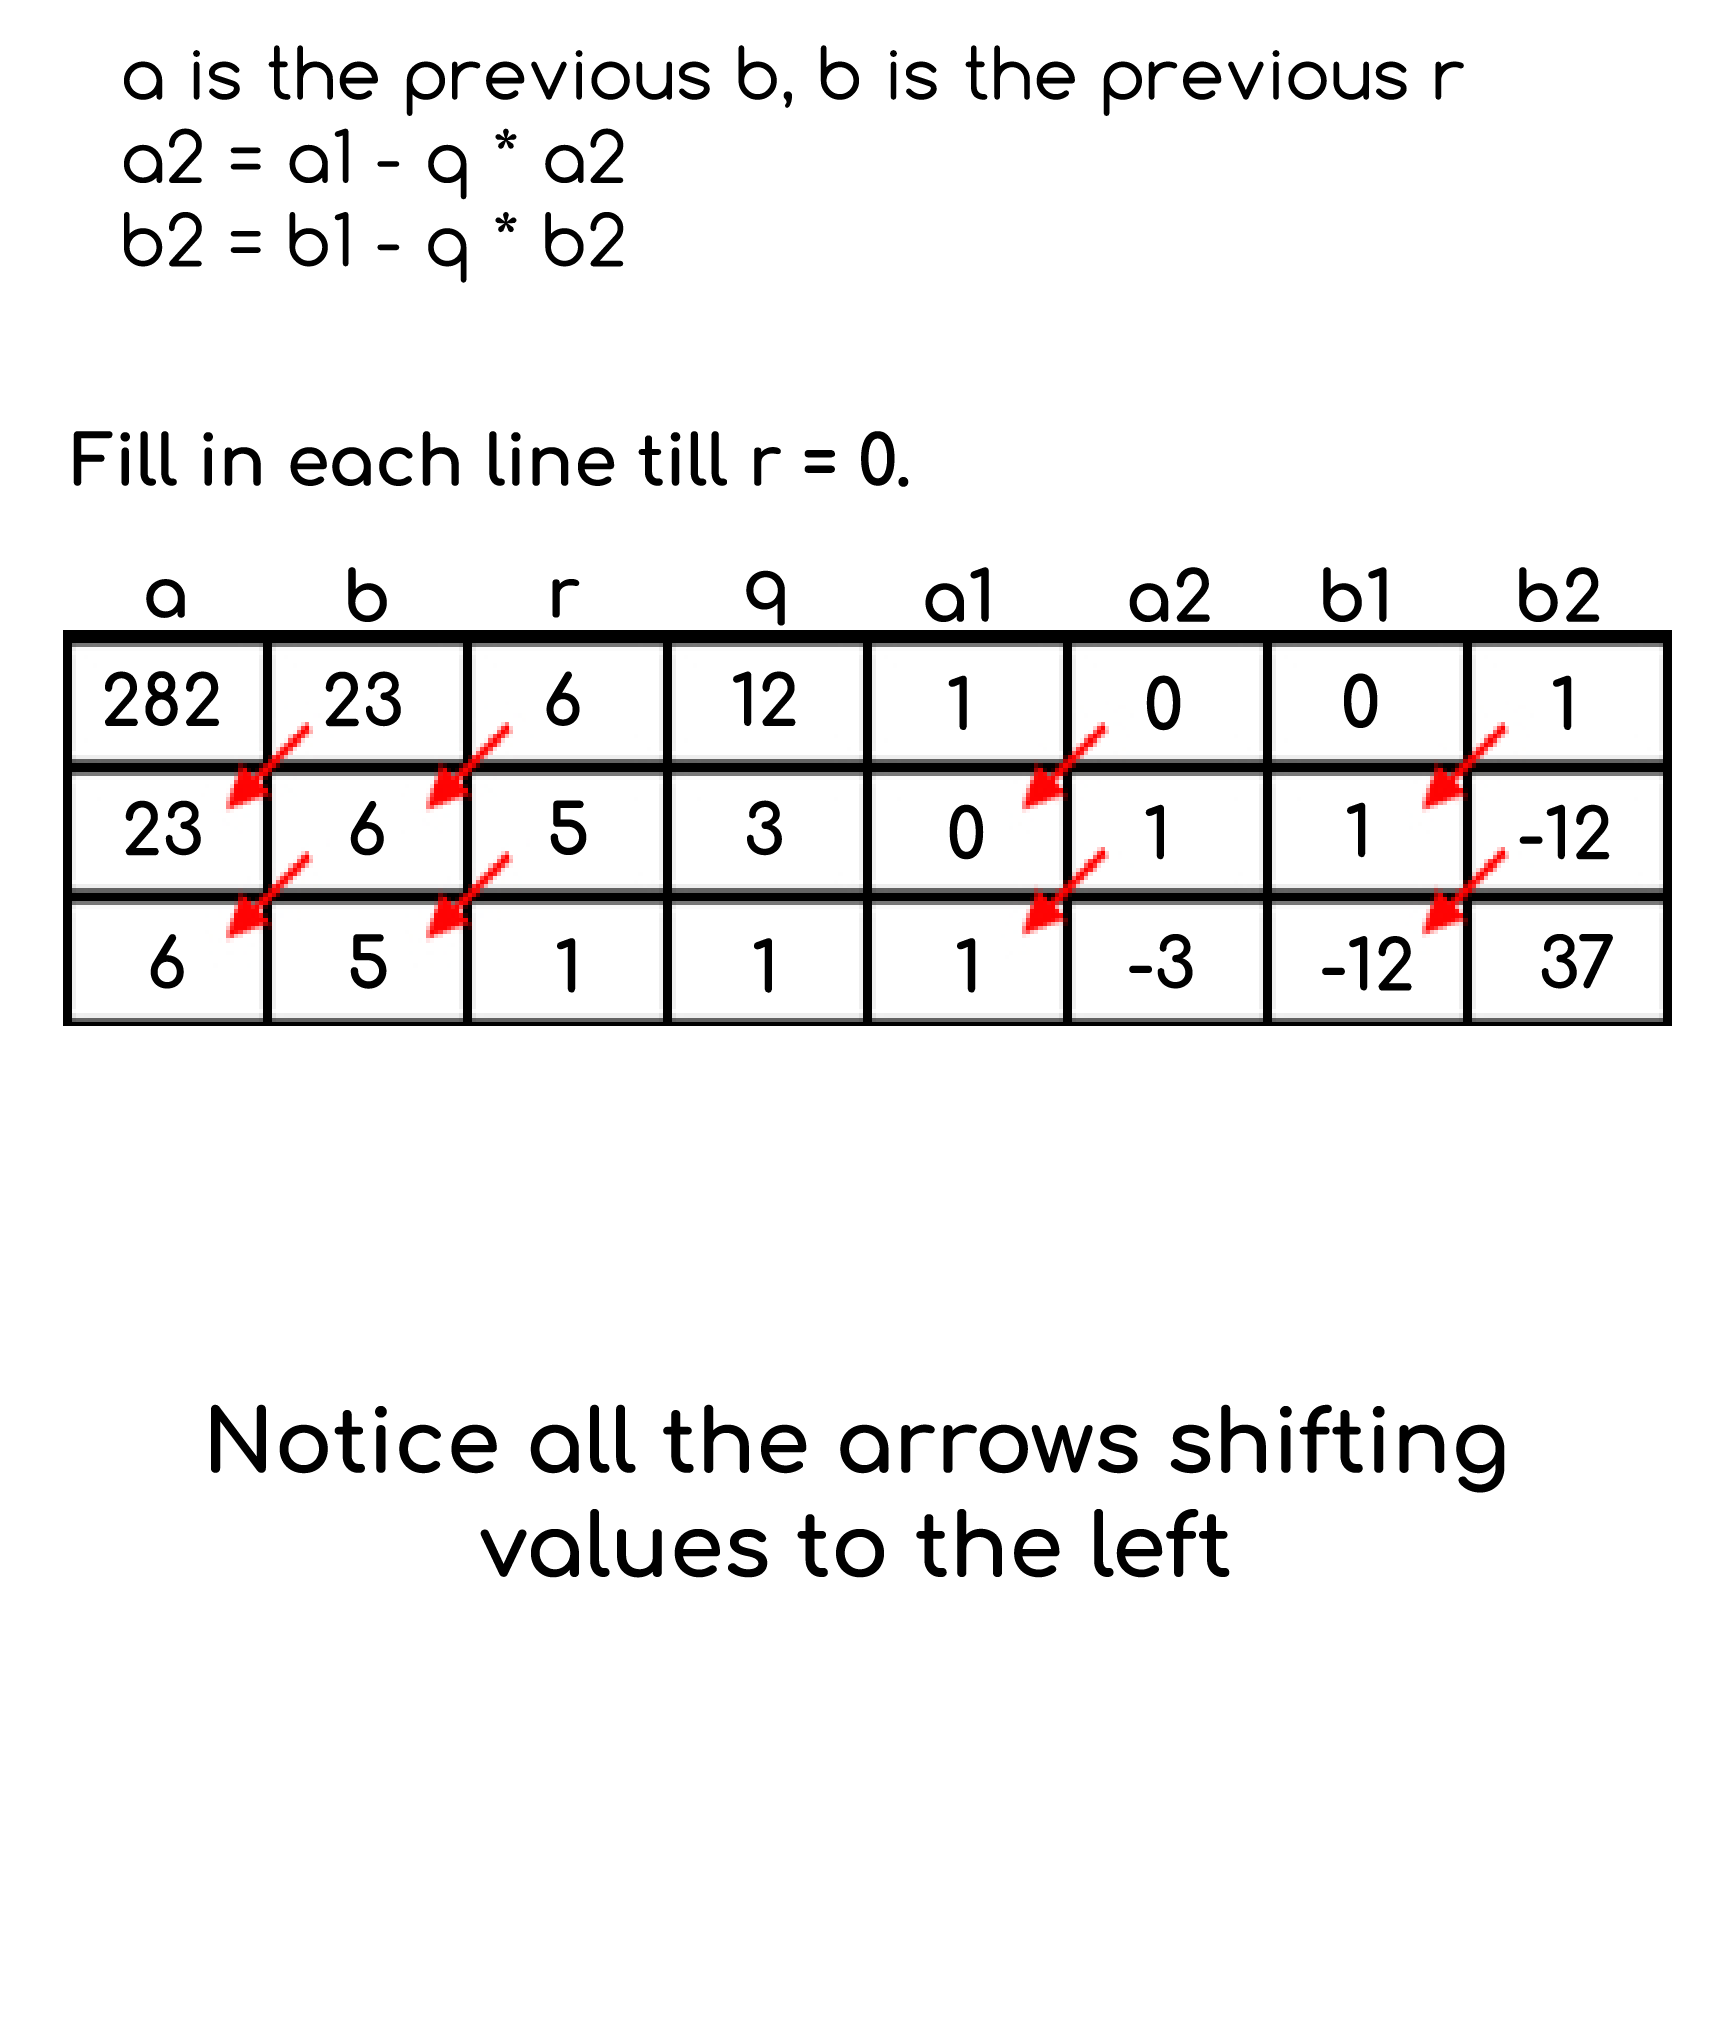 a is the previous b, b is the previous r
a2 = a1 - q * a2
b2 = b1 - q * b2
Fill in each line till r = 0.
a b r q a1 a2 b1 b2
282 23 6 12 1 0 0 1
23 6 5 3 0 1 1 -12
6 5 1 1 1 -3 -12 37
Notice all the arrows shifting
values to the left